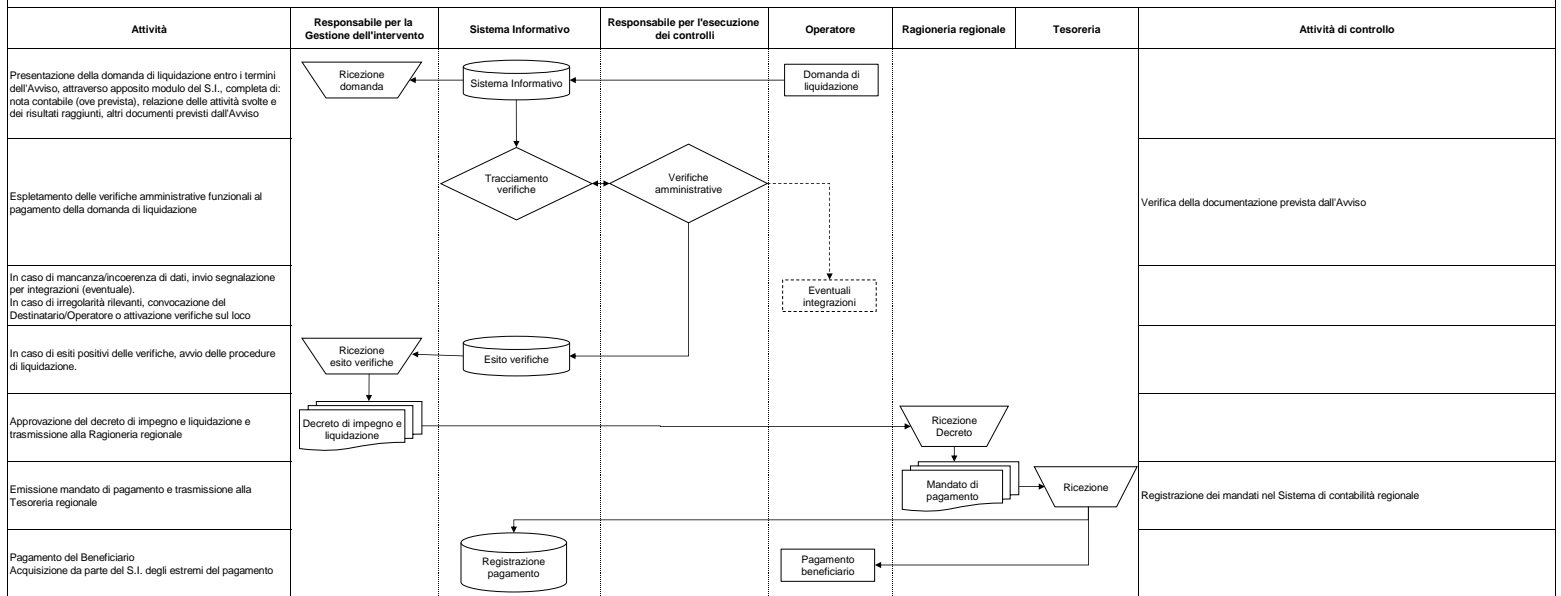 Attività
Responsabile per la
Gestione dell'intervento
Sistema Informativo
Responsabile per l'esecuzione
dei controlli
Operatore
Ragioneria regionale
Tesoreria
Attività di controllo
Presentazione della domanda di liquidazione entro i termini
dell'Avviso, attraverso apposito modulo del S.I., completa di:
nota contabile (ove prevista), relazione delle attività svolte e
dei risultati raggiunti, altri documenti previsti dall'Avviso
Ricezione
domanda
Sistema Informativo
Domanda di
liquidazione
Espletamento delle verifiche amministrative funzionali al
pagamento della domanda di liquidazione
Tracciamento
verifiche
Verifiche
amministrative
Verifica della documentazione prevista dall'Avviso
In caso di mancanza/incoerenza di dati, invio segnalazione
per integrazioni (eventuale).
In caso di irregolarità rilevanti, convocazione del
Destinatario/Operatore o attivazione verifiche sul loco
Eventuali
integrazioni
In caso di esiti positivi delle verifiche, avvio delle procedure
di liquidazione.
Ricezione
esito verifiche
Esito verifiche
Approvazione del decreto di impegno e liquidazione e
trasmissione alla Ragioneria regionale
Decreto di impegno e
liquidazione
Ricezione
Decreto
Emissione mandato di pagamento e trasmissione alla
Tesoreria regionale
Mandato di
pagamento
Ricezione
Registrazione dei mandati nel Sistema di contabilità regionale
Pagamento del Beneficiario
Acquisizione da parte del S.I. degli estremi del pagamento
Registrazione
pagamento
Pagamento
beneficiario